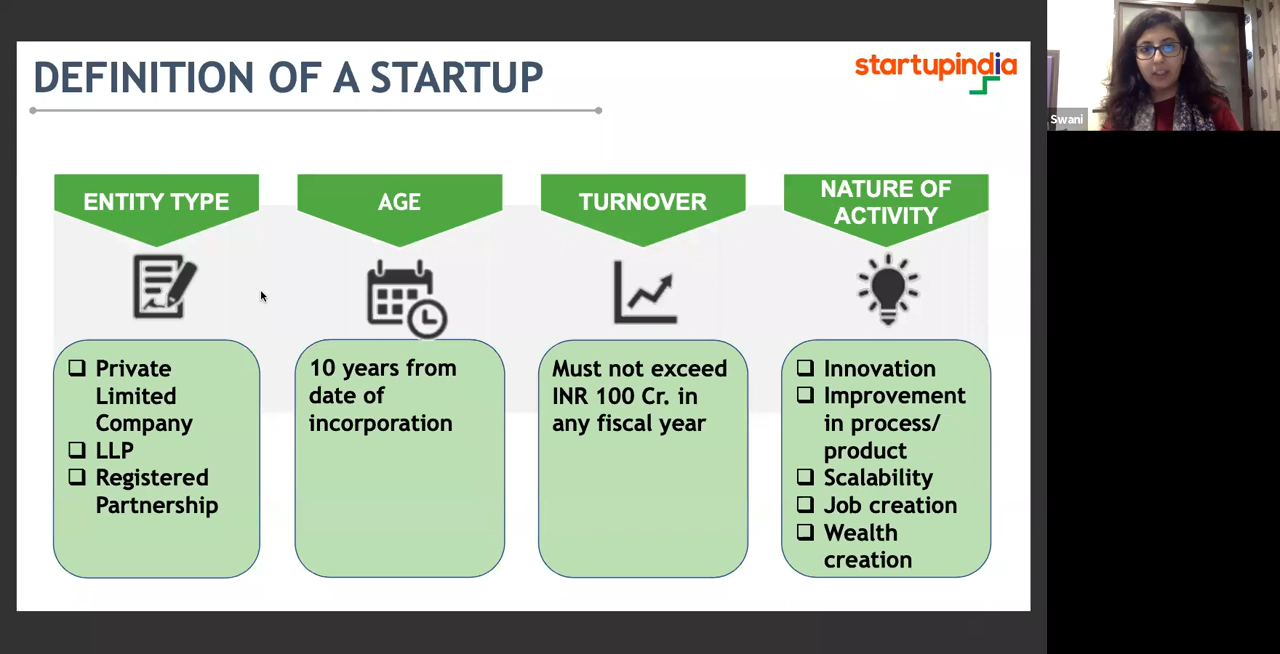 DEFINITION OF A STARTUP
startupindia
Swani
ENTITY TYPE
AGE
TURNOVER
NATURE OF
ACTIVITY
❑ Private
Limited
Company
❑ LLP
❑ Registered
Partnership
10 years from
date of
incorporation
Must not exceed
INR 100 Cr. in
any fiscal year
❑ Innovation
❑ Improvement
in process/
product
❑ Scalability
❑ Job creation
❑ Wealth
creation